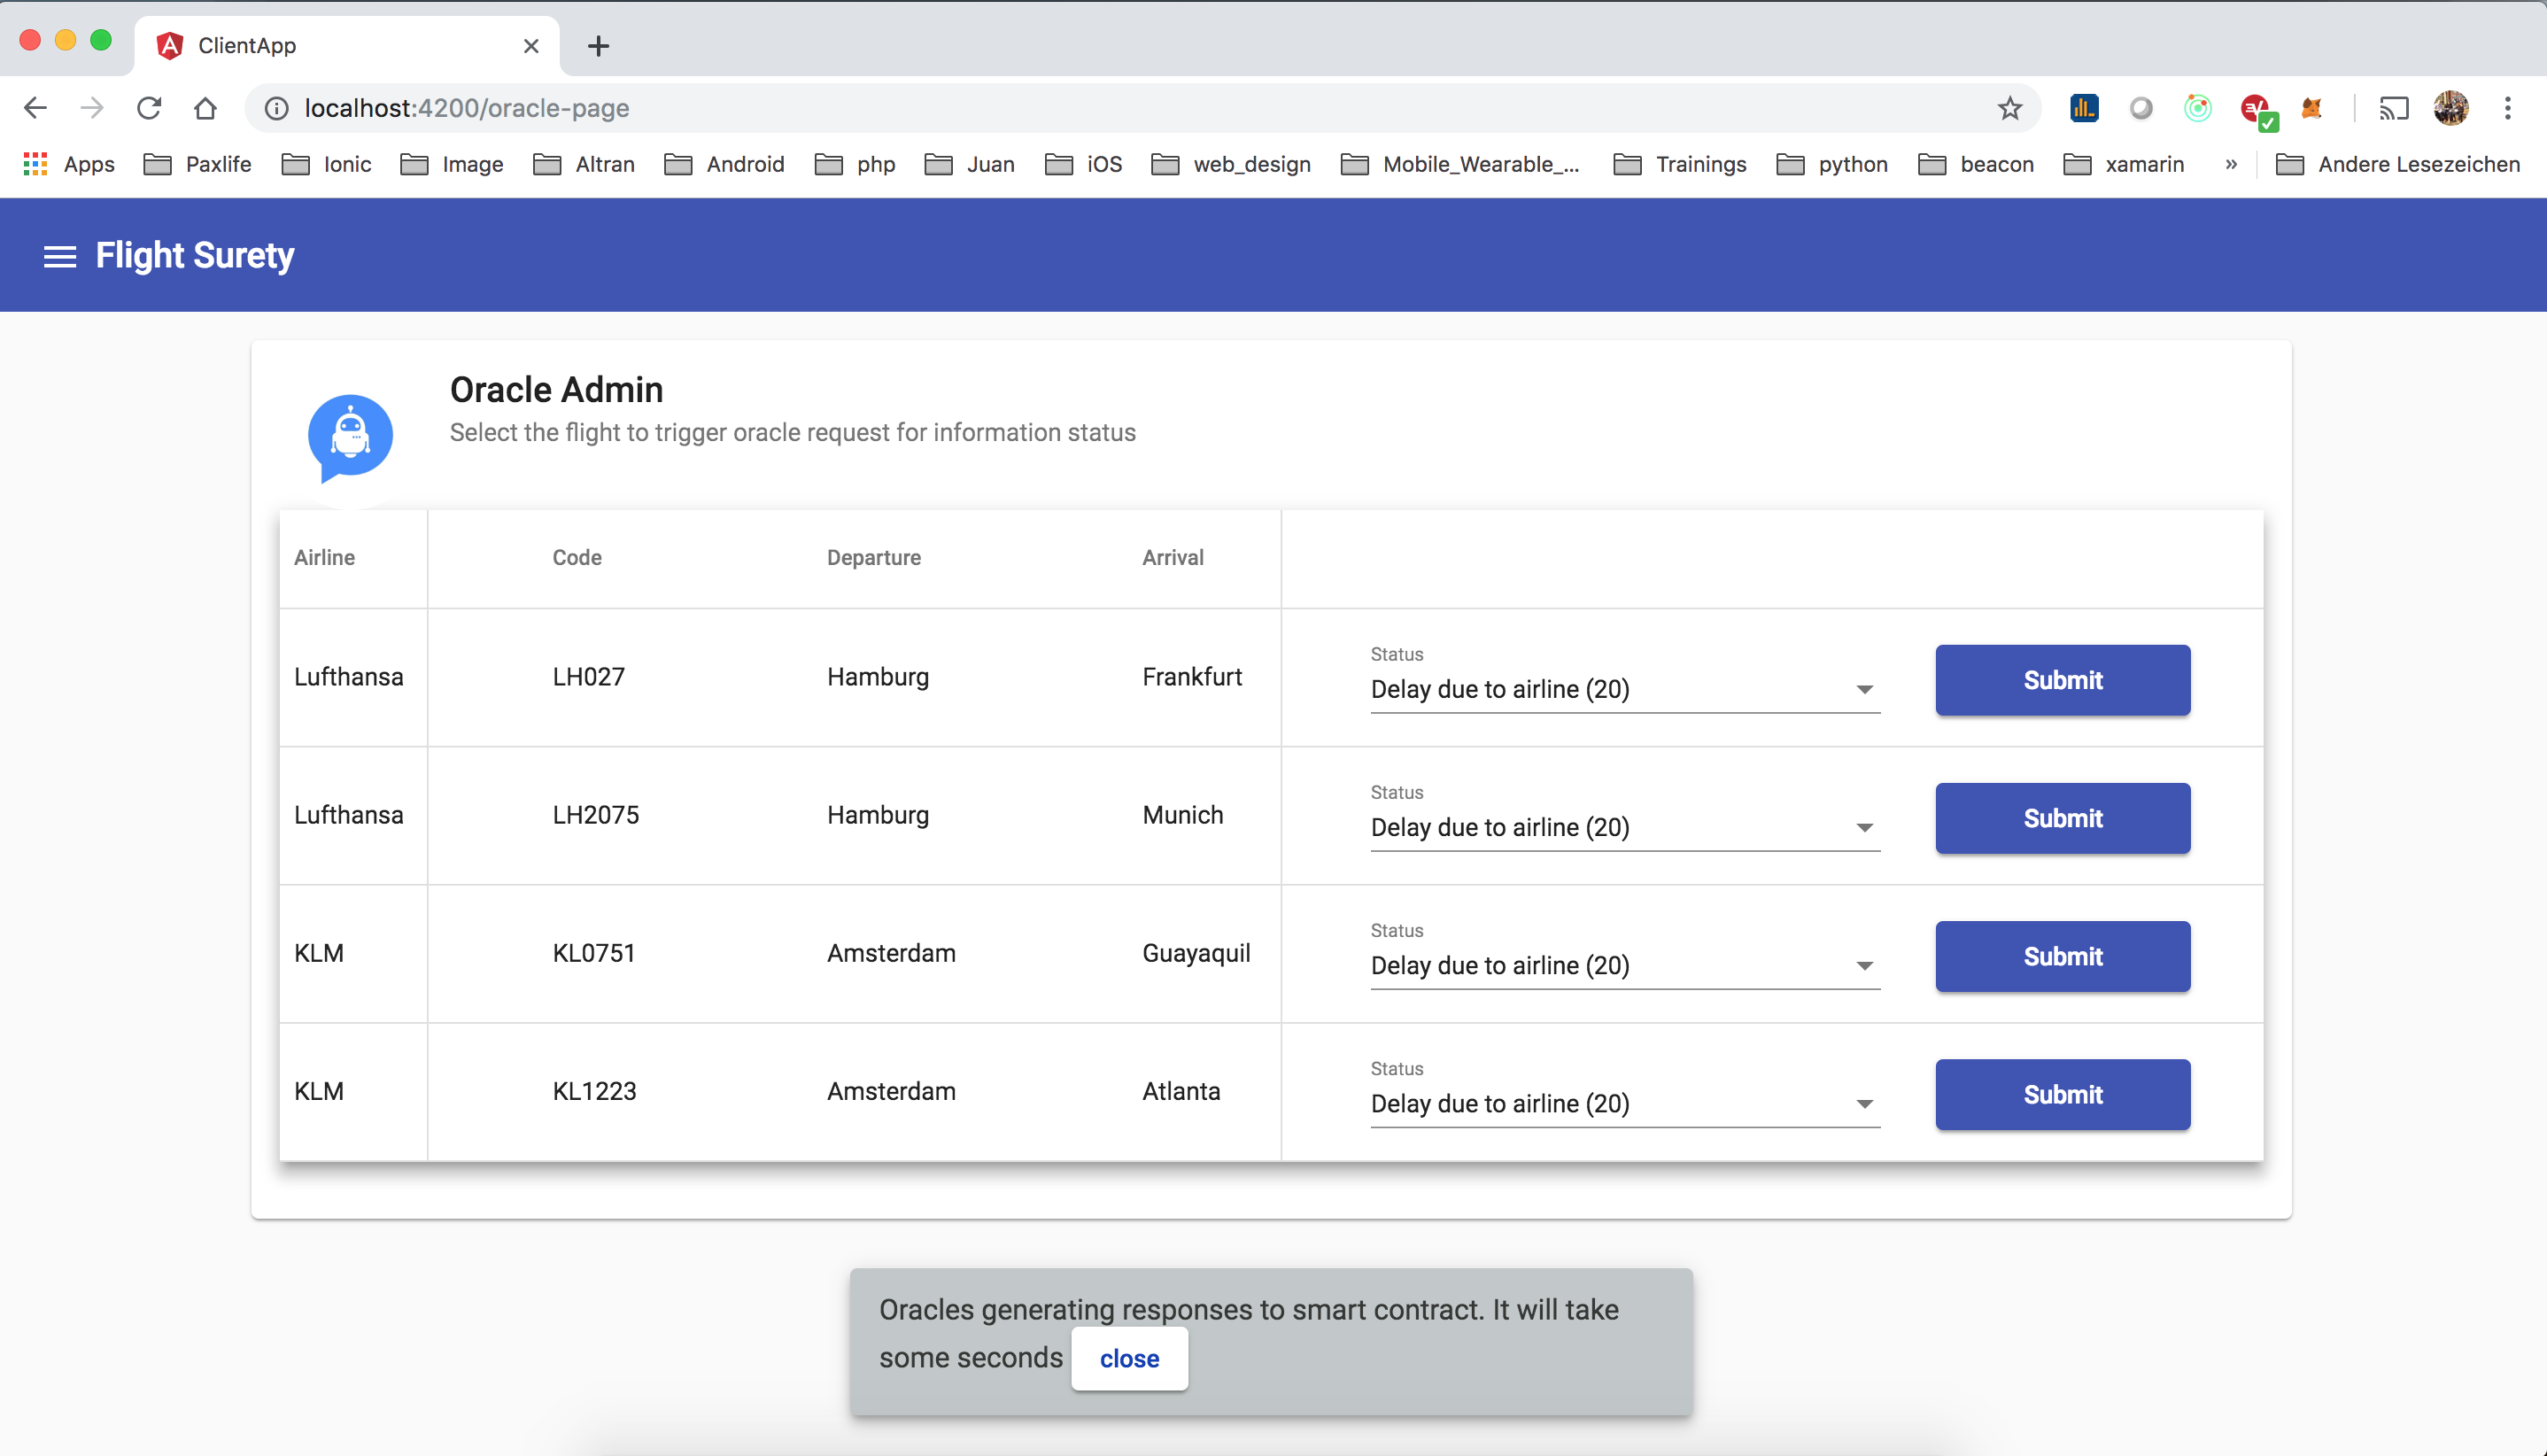 ClientApp
localhost:4200/oracle-page
Apps Paxlife Ionic Image Altran Android php Juan iOS web_design Mobile_Wearable_... Trainings python beacon xamarin » Andere Lesezeichen
Flight Surety
Oracle Admin
Select the flight to trigger oracle request for information status
Airline Code Departure Arrival
Status
Lufthansa LH027 Hamburg Frankfurt Delay due to airline (20) Submit
Status
Lufthansa LH2075 Hamburg Munich Delay due to airline (20) Submit
Status
KLM KL0751 Amsterdam Guayaquil Delay due to airline (20) Submit
Status
KLM KL1223 Amsterdam Atlanta Delay due to airline (20) Submit
Oracles generating responses to smart contract. It will take
some seconds close